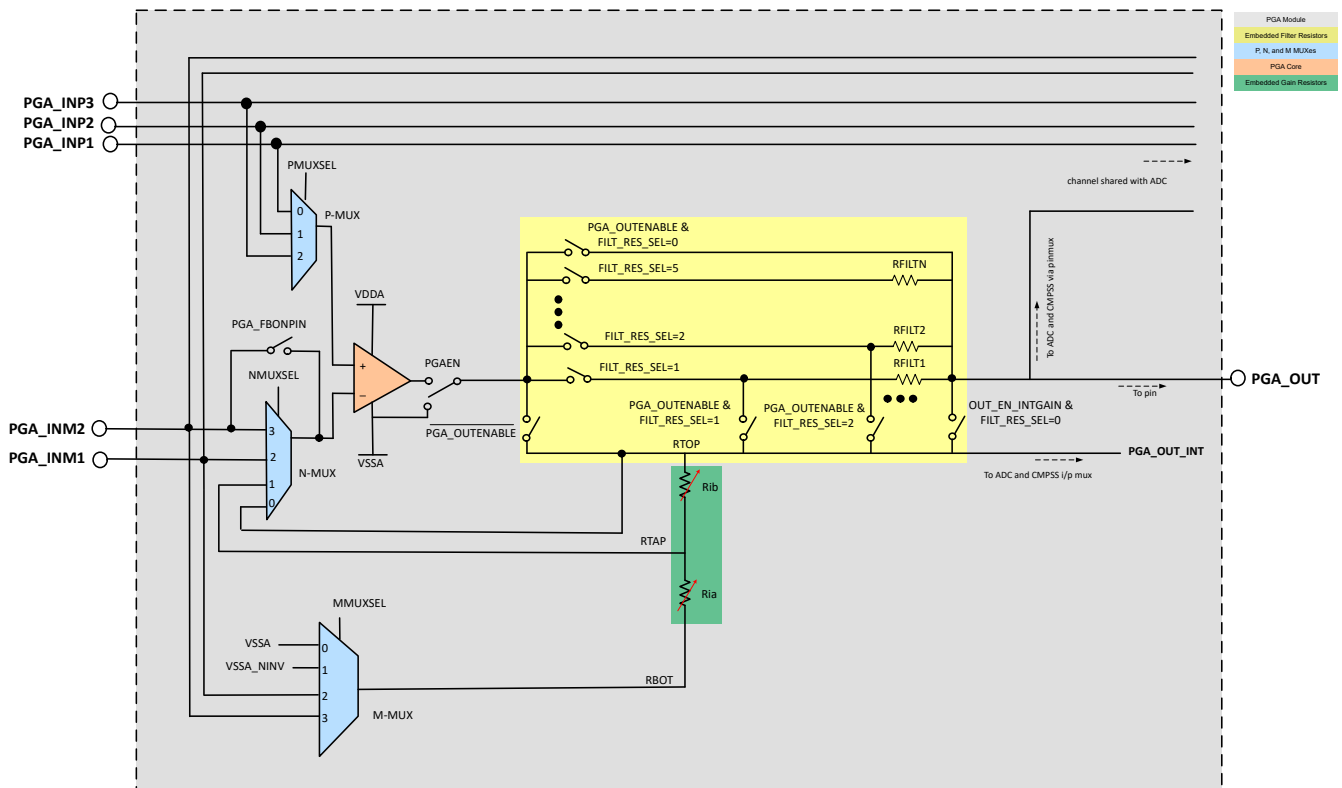 PGA Module
Embedded Filter Resistors
P, N, and M MUXes
PGA Core
Embedded Gain Resistors
PGA_INP3
PGA_INP2
PGA_INP1
PMUXSEL
channel shared with ADC
0
P-MUX
1
2
PGA_OUTENABLE &
FILT_RES_SEL=0
FILT_RES_SEL=5
RFILTN
VDDA
To ADC and CMPSS via pinmux
PGA_FBONPIN
FILT_RES_SEL=2
RFILT2
+
PGAEN
FILT_RES_SEL=1
RFILT1
PGA_OUT
NMUXSEL
−
To pin
PGA_OUTENABLE &
FILT_RES_SEL=1
PGA_OUTENABLE &
FILT_RES_SEL=2
OUT_EN_INTGAIN &
FILT_RES_SEL=0
PGA_INM2
3
PGA_OUTENABLE
RTOP
PGA_OUT_INT
PGA_INM1
2
VSSA
N-MUX
To ADC and CMPSS i/p mux
1
Rib
0
RTAP
MMUXSEL
Ria
VSSA
0
VSSA_NINV
1
RBOT
2
M-MUX
3